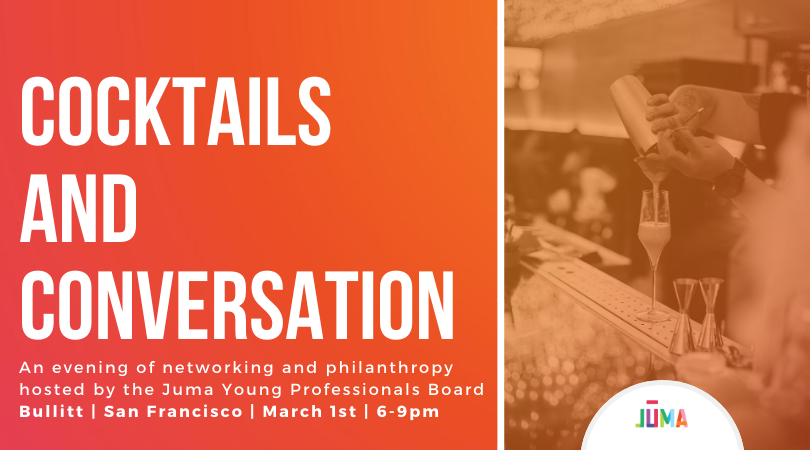 COCKTAILS
AND
CONVERSATION
An evening of networking and philanthropy
hosted by the Juma Young Professionals Board
Bullitt | San Francisco | March 1st | 6-9pm
JŪMA